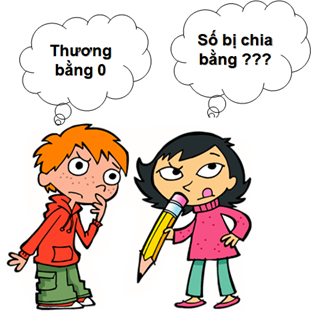 Thương
bằng 0
Số bị chia
bằng ???